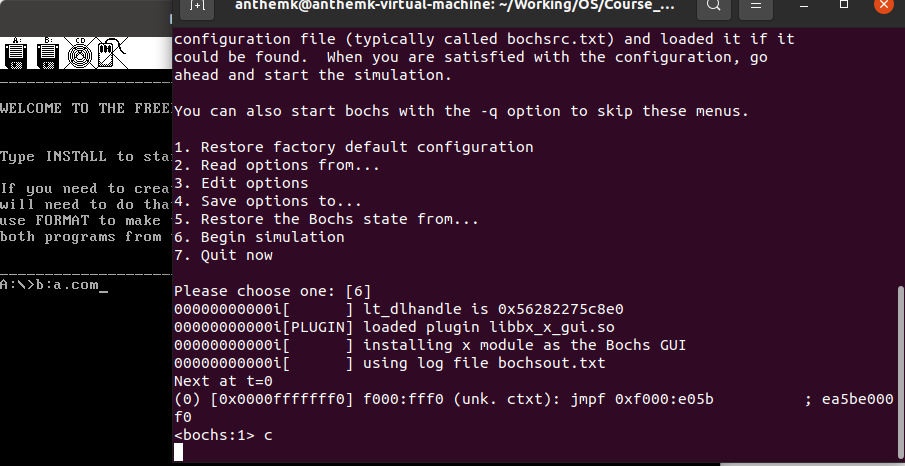 anthemk@anthemk-virtual-machine: ~/Working/OS/Course_...
A:
B:
CD
WELCOME TO THE FREE
Type INSTALL to sta
If you need to crea
will need to do tha
use FORMAT to make
both programs from
A:\>b:a.com_
configuration file (typically called bochsrc.txt) and loaded it if it
could be found.  When you are satisfied with the configuration, go
ahead and start the simulation.
You can also start bochs with the -q option to skip these menus.
1. Restore factory default configuration
2. Read options from...
3. Edit options
4. Save options to...
5. Restore the Bochs state from...
6. Begin simulation
7. Quit now
Please choose one: [6]
00000000000i[      ] lt_dlhandle is 0x56282275c8e0
00000000000i[PLUGIN] loaded plugin libbx_x_gui.so
00000000000i[      ] installing x module as the Bochs GUI
00000000000i[      ] using log file bochsout.txt
Next at t=0
(0) [0x0000fffffff0] f000:fff0 (unk. ctxt): jmpf 0xf000:e05b          ; ea5be000
f0
<bochs:1> c